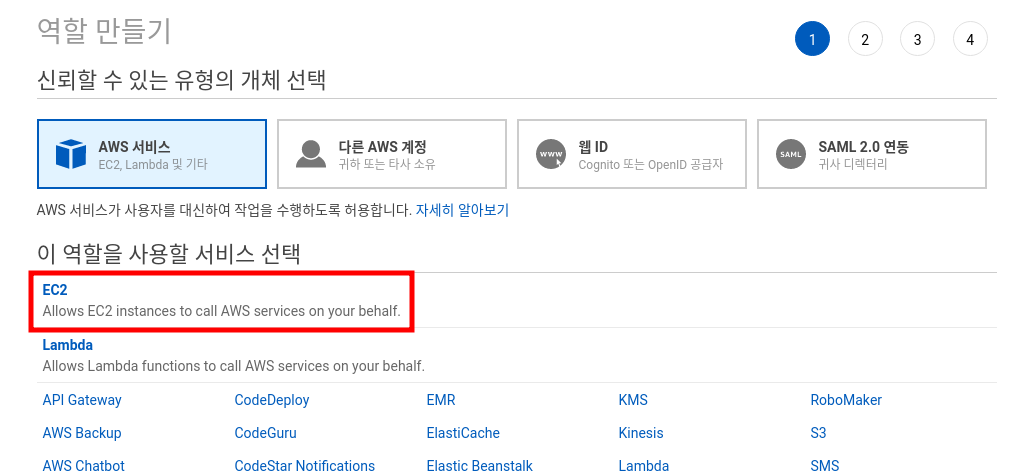 역할 만들기
1 2 3 4
신뢰할 수 있는 유형의 개체 선택
AWS 서비스
EC2, Lambda 및 기타
다른 AWS 계정
귀하 또는 타사 소유
WWW
웹 ID
Cognito 또는 OpenID 공급자
SAML
SAML 2.0 연동
귀사 디렉터리
AWS 서비스가 사용자를 대신하여 작업을 수행하도록 허용합니다. 자세히 알아보기
이 역할을 사용할 서비스 선택
EC2
Allows EC2 instances to call AWS services on your behalf.
Lambda
Allows Lambda functions to call AWS services on your behalf.
API Gateway CodeDeploy EMR KMS RoboMaker
AWS Backup CodeGuru ElastiCache Kinesis S3
AWS Chatbot CodeStar Notifications Elastic Beanstalk Lambda SMS